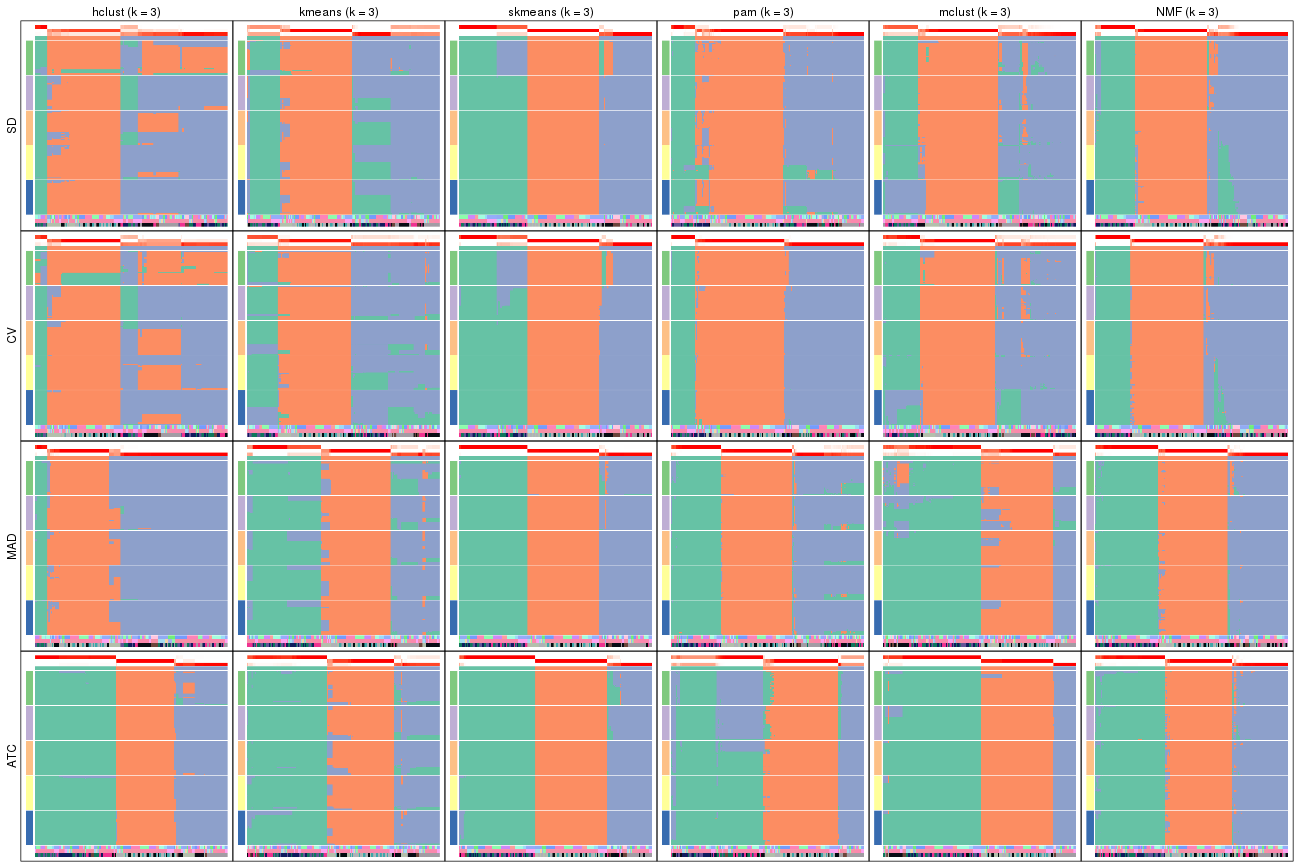 hclust (k = 3) kmeans (k = 3) skmeans (k = 3) pam (k = 3) mclust (k = 3) NMF (k = 3)
SD
CV
MAD
ATC